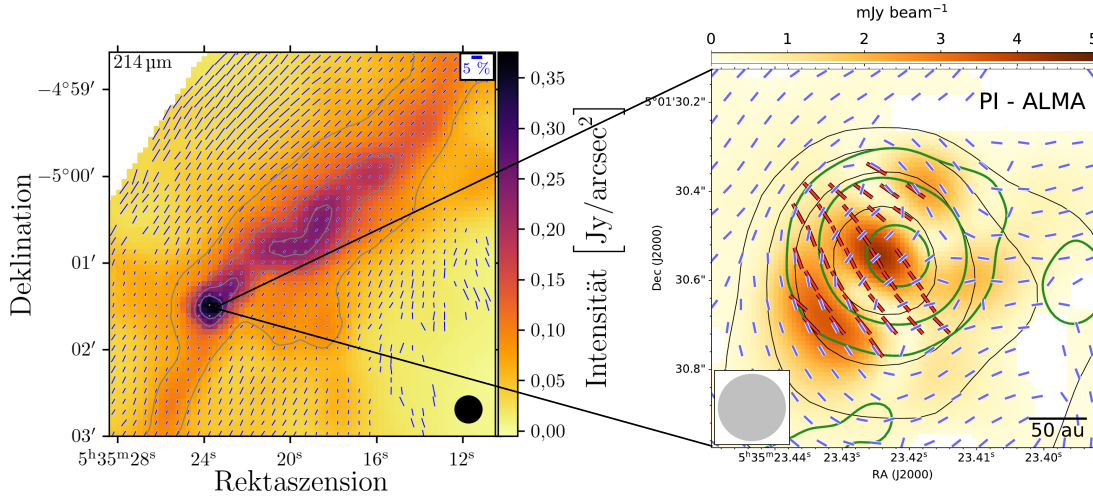 214 μm
5 %
−4°59′
−5°00′
01′
02′
03′
Deklination
5ʰ35ᵐ28ˢ
24ˢ
20ˢ
16ˢ
12ˢ
Rektaszension
0,35
0,30
0,25
0,20
0,15
0,10
0,05
0,00
Intensität [Jy/arcsec²]
mJy beam⁻¹
0 1 2 3 4 5
PI - ALMA
5°01′30.2″
30.4″
30.6″
30.8″
Dec (J2000)
50 au
5ʰ35ᵐ23.44ˢ 23.43ˢ 23.42ˢ 23.41ˢ 23.40ˢ
RA (J2000)